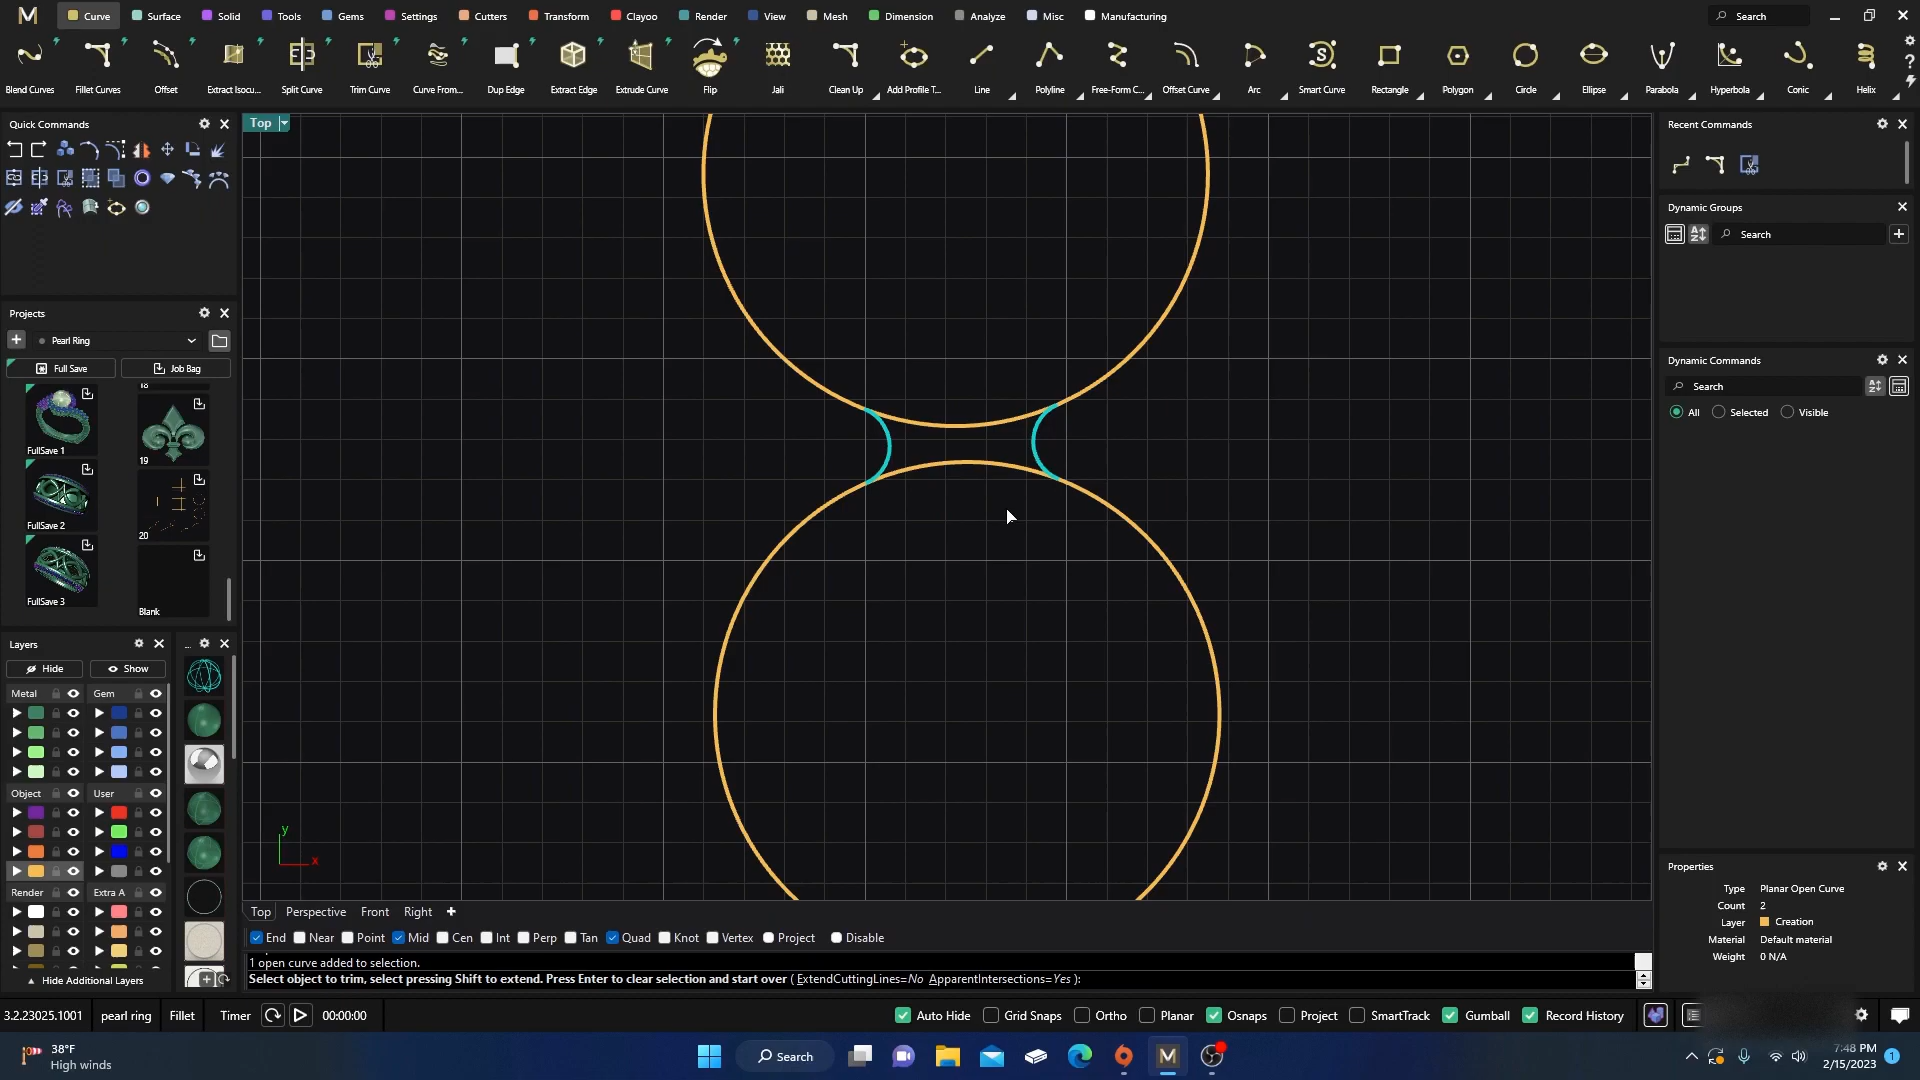 Curve Surface Solid Tools Gems Settings Cutters Transform Clayoo Render View Mesh Dimension Analyze Misc Manufacturing Search
Blend Curves Fillet Curves Offset Extract Isocu... Split Curve Trim Curve Curve From... Dup Edge Extract Edge Extrude Curve Flip Jali Clean Up Add Profile T... Line Polyline Free-Form C... Offset Curve Arc Smart Curve Rectangle Polygon Circle Ellipse Parabola Hyperbola Conic Helix
Quick Commands
Top
Recent Commands
Dynamic Groups
Search
Projects
Pearl Ring
Full Save Job Bag
18
FullSave 1
19
FullSave 2
20
FullSave 3
Blank
Dynamic Commands
Search
All Selected Visible
Layers
Hide Show
Metal Gem
Object User
Render Extra A
Hide Additional Layers
y
x
Properties
Type Planar Open Curve
Count 2
Layer Creation
Material Default material
Weight 0 N/A
Top Perspective Front Right
End Near Point Mid Cen Int Perp Tan Quad Knot Vertex Project Disable
1 open curve added to selection.
Select object to trim, select pressing Shift to extend. Press Enter to clear selection and start over ( ExtendCuttingLines=No ApparentIntersections=Yes ):
3.2.23025.1001 pearl ring Fillet Timer 00:00:00 Auto Hide Grid Snaps Ortho Planar Osnaps Project SmartTrack Gumball Record History
38°F
High winds
Search
7:48 PM
2/15/2023
1